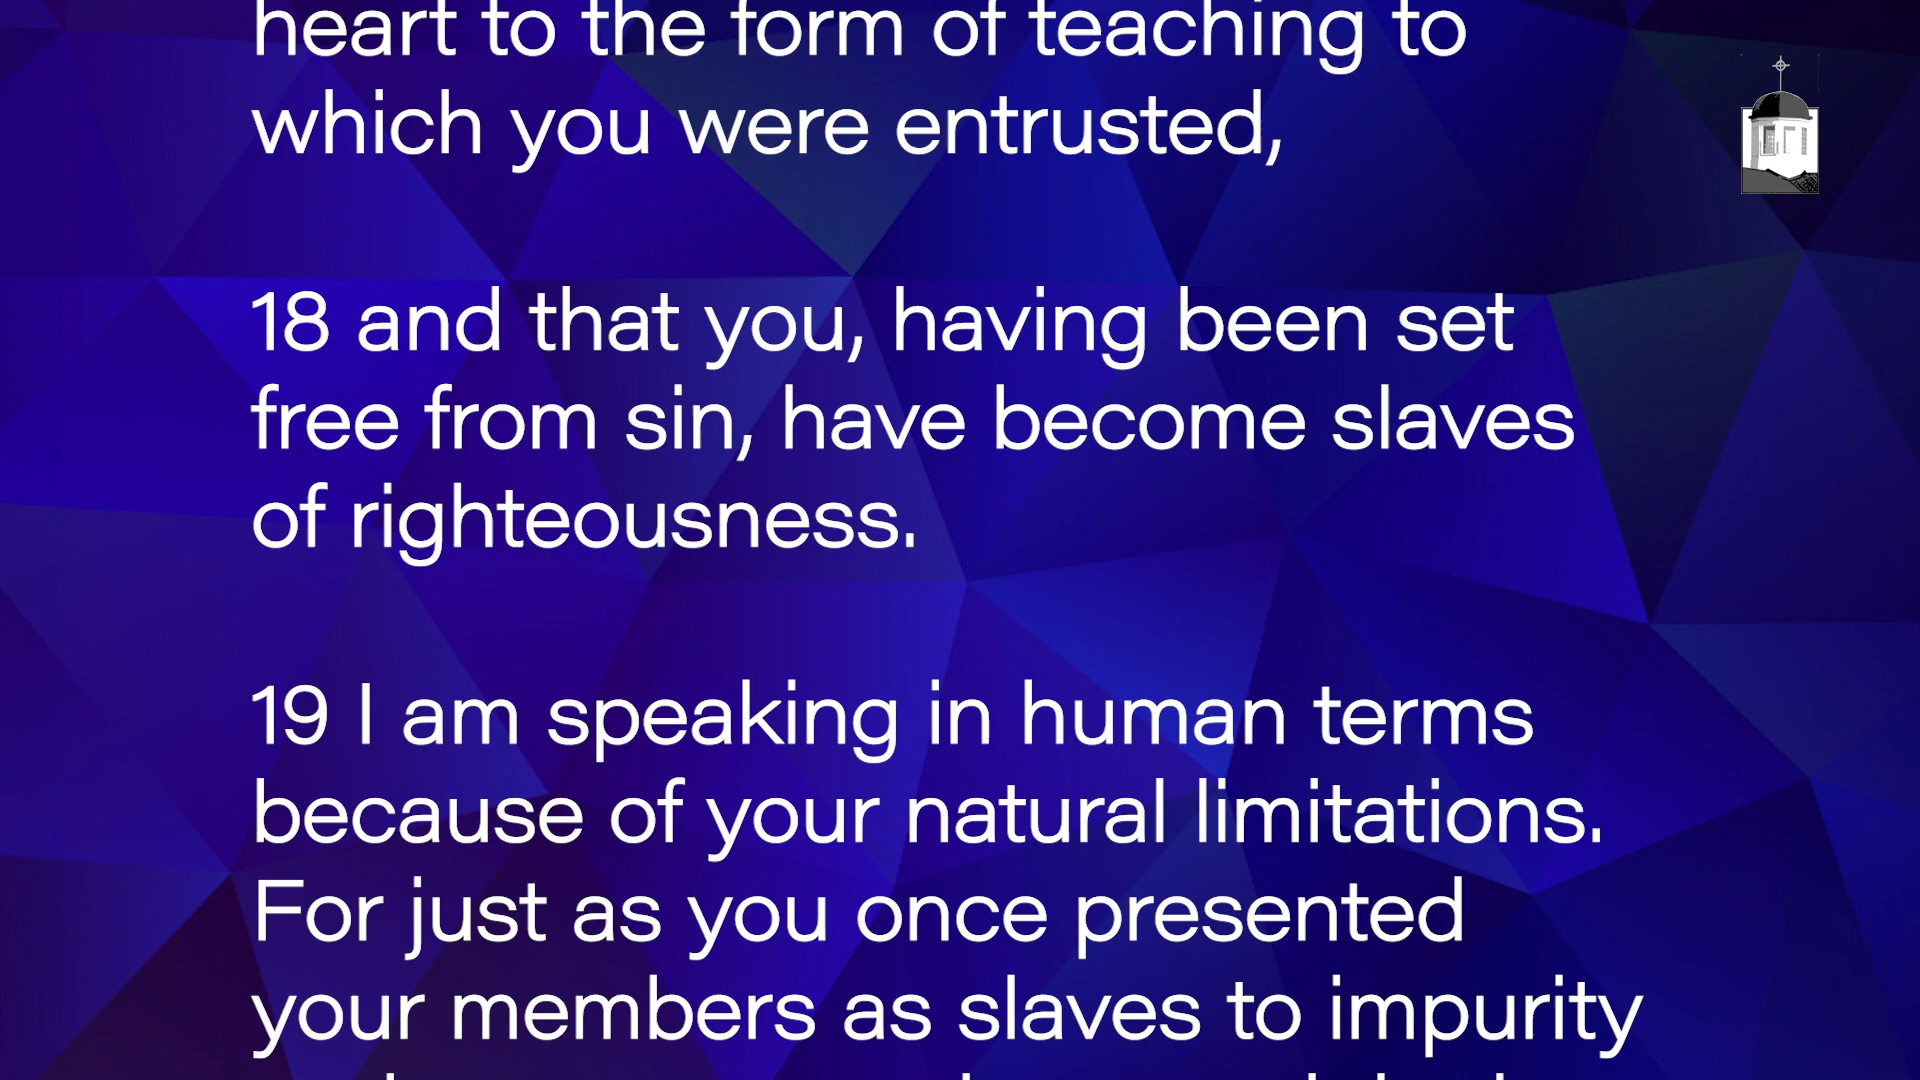 heart to the form of teaching to
which you were entrusted,
18 and that you, having been set
free from sin, have become slaves
of righteousness.
19 I am speaking in human terms
because of your natural limitations.
For just as you once presented
your members as slaves to impurity